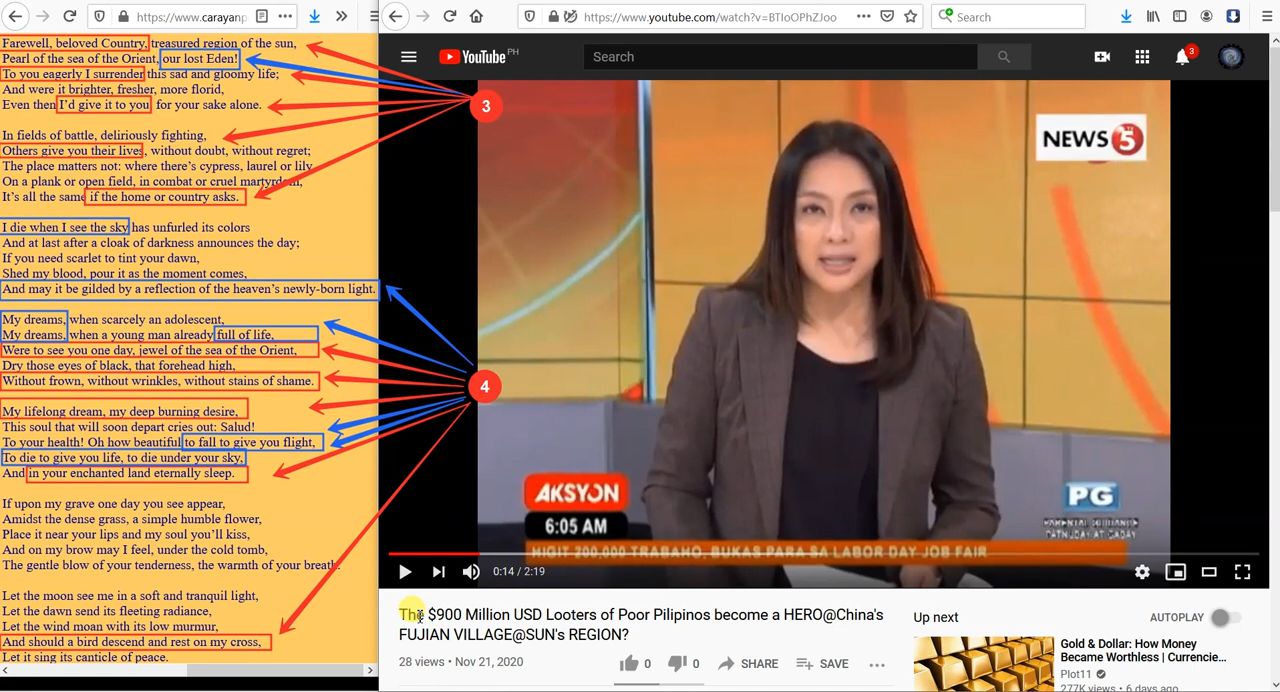 https://www.carayanp
Farewell, beloved Country, treasured region of the sun,
Pearl of the sea of the Orient, our lost Eden!
To you eagerly I surrender this sad and gloomy life;
And were it brighter, fresher, more florid,
Even then I'd give it to you for your sake alone.
In fields of battle, deliriously fighting,
Others give you their lives, without doubt, without regret;
The place matters not: where there's cypress, laurel or lily,
On a plank or open field, in combat or cruel martyrdom,
It's all the same if the home or country asks.
I die when I see the sky has unfurled its colors
And at last after a cloak of darkness announces the day;
If you need scarlet to tint your dawn,
Shed my blood, pour it as the moment comes,
And may it be gilded by a reflection of the heaven's newly-born light.
My dreams, when scarcely an adolescent,
My dreams, when a young man already full of life,
Were to see you one day, jewel of the sea of the Orient,
Dry those eyes of black, that forehead high,
Without frown, without wrinkles, without stains of shame.
My lifelong dream, my deep burning desire,
This soul that will soon depart cries out: Salud!
To your health! Oh how beautiful to fall to give you flight,
To die to give you life, to die under your sky,
And in your enchanted land eternally sleep.
If upon my grave one day you see appear,
Amidst the dense grass, a simple humble flower,
Place it near your lips and my soul you'll kiss,
And on my brow may I feel, under the cold tomb,
The gentle blow of your tenderness, the warmth of your breath.
Let the moon see me in a soft and tranquil light,
Let the dawn send its fleeting radiance,
Let the wind moan with its low murmur,
And should a bird descend and rest on my cross,
Let it sing its canticle of peace.
3
4
https://www.youtube.com/watch?v=BTIoOPhZJoo
Search
YouTube PH
Search
3
NEWS 5
AKSYON
6:05 AM
PG
HIGIT 200,000 TRABAHO, BUKAS PARA SA LABOR DAY JOB FAIR
0:14 / 2:19
The $900 Million USD Looters of Poor Pilipinos become a HERO@China's
FUJIAN VILLAGE@SUN's REGION?
28 views • Nov 21, 2020
0
0
SHARE
SAVE
Up next
AUTOPLAY
Gold & Dollar: How Money
Became Worthless | Currencie...
Plot11
277K views • 6 days ago